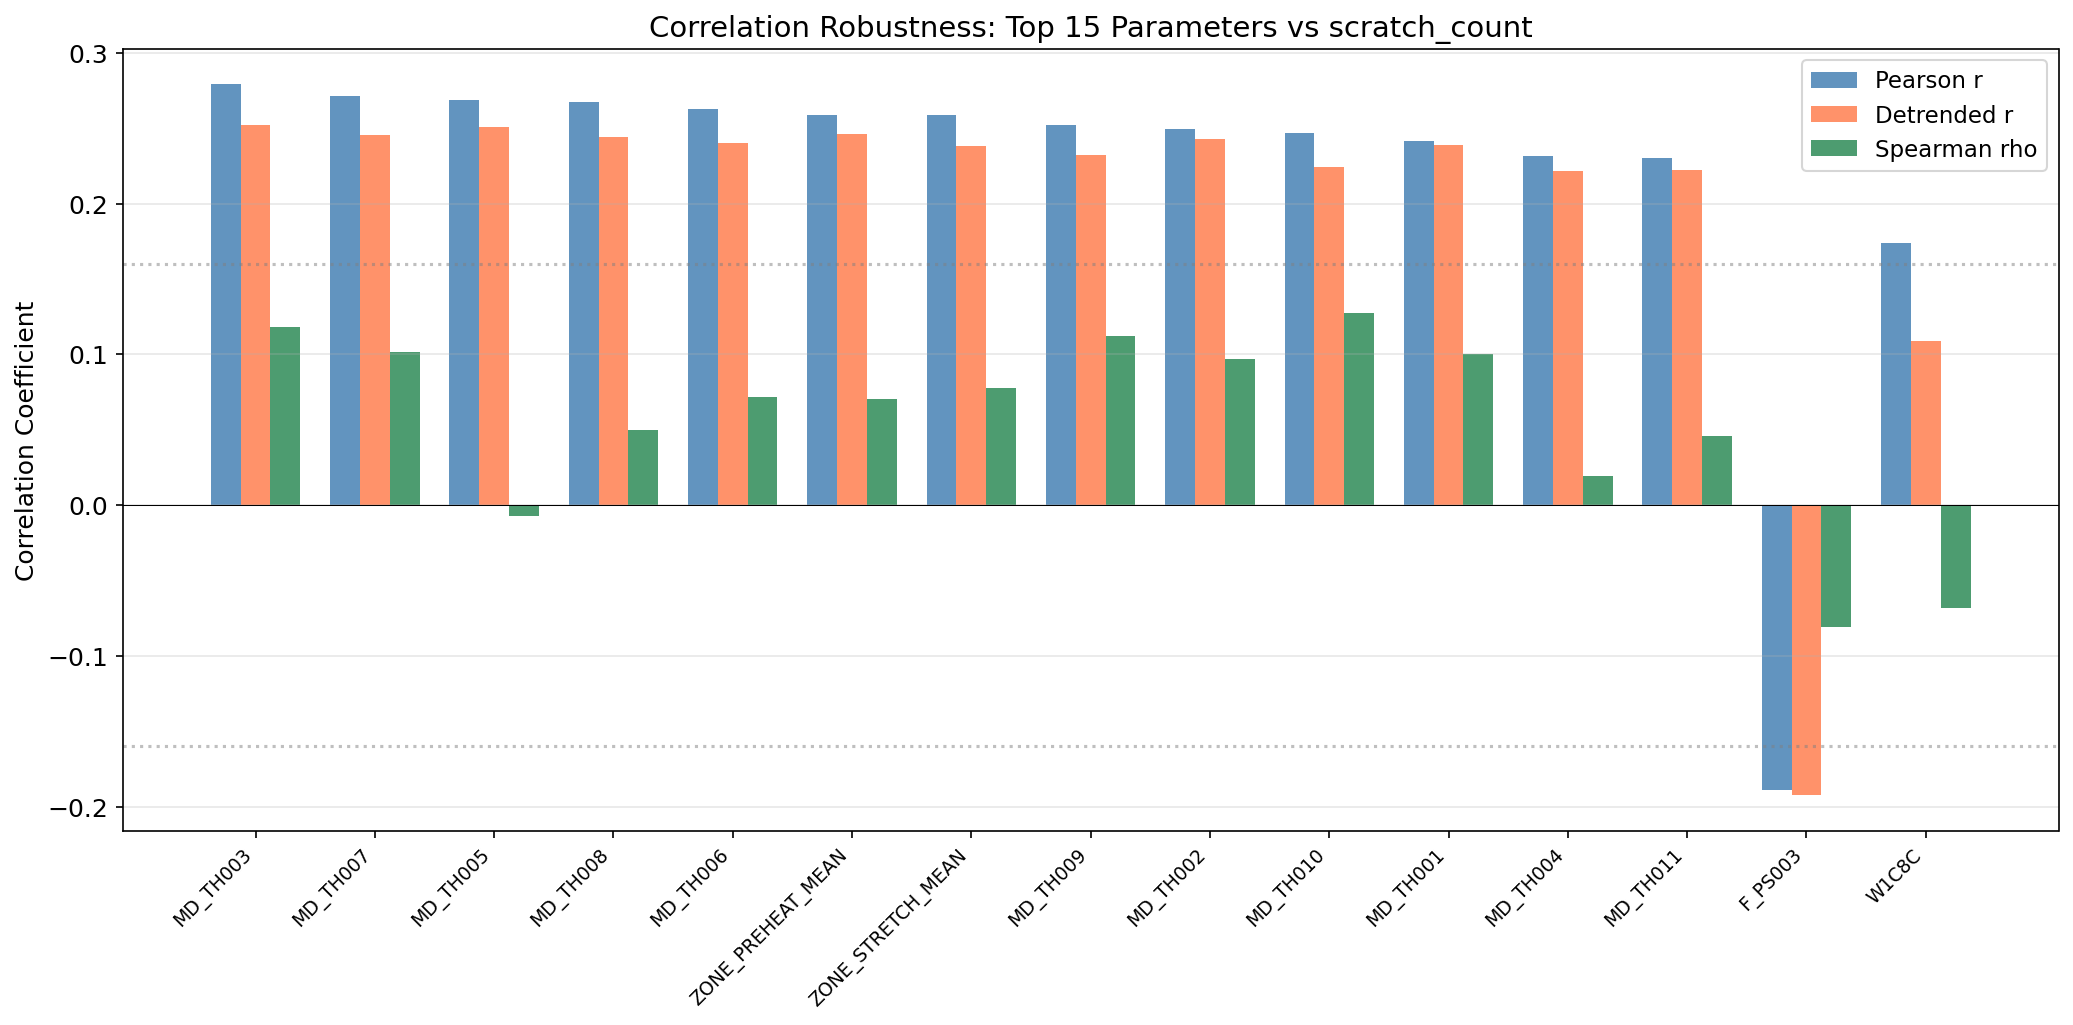 Correlation Robustness: Top 15 Parameters vs scratch_count
Pearson r
Detrended r
Spearman rho
Correlation Coefficient
0.3
0.2
0.1
0.0
−0.1
−0.2
MD_TH003
MD_TH007
MD_TH005
MD_TH008
MD_TH006
ZONE_PREHEAT_MEAN
ZONE_STRETCH_MEAN
MD_TH009
MD_TH002
MD_TH010
MD_TH001
MD_TH004
MD_TH011
F_PS003
W1C8C